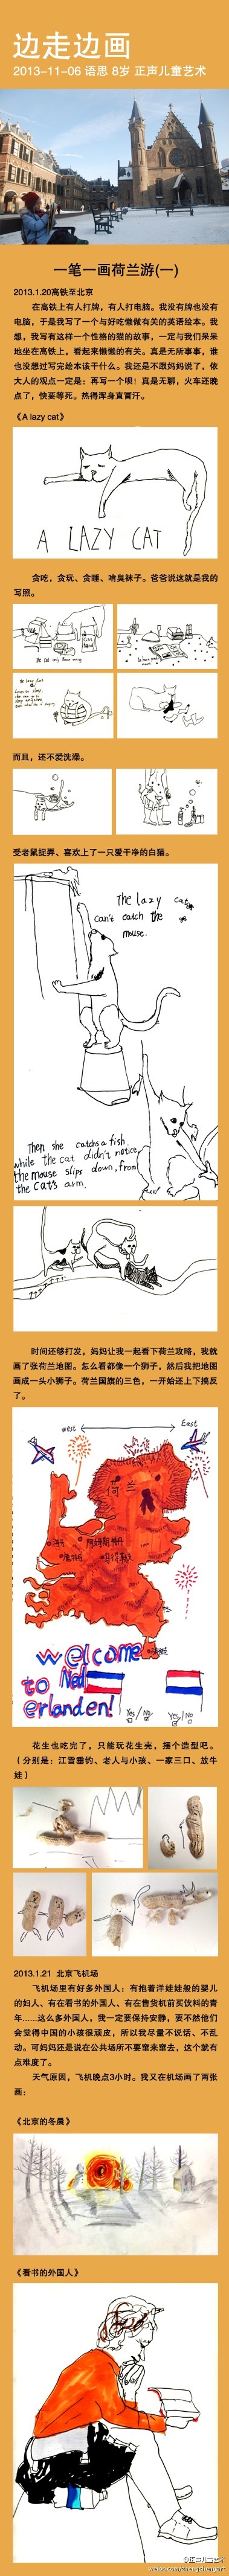 边走边画
2013-11-06 语思 8岁 正声儿童艺术
一笔一画荷兰游(一)
2013.1.20高铁至北京
在高铁上有人打牌，有人打电脑。我没有牌也没有
电脑，于是我写了一个与好吃懒做有关的英语绘本。我
想，我写有这样一个性格的猫的故事，一定与我们呆呆
地坐在高铁上，看起来懒懒的有关。真是无所事事，谁
也没想过写完绘本该干什么。我还是不跟妈妈说了，依
大人的观点一定是：再写一个呗！真是无聊，火车还晚
点了，快要等死。热得浑身直冒汗。
《A lazy cat》
A LAZY CAT
贪吃，贪玩、贪睡、啃臭袜子。爸爸说这就是我的
写照。
而且，还不爱洗澡。
受老鼠捉弄、喜欢上了一只爱干净的白猫。
The lazy cat
can't catch the
mouse.
Then she catchs a fish.
while the cat didn't notice,
the mouse slips down, from
the cat's arm.
时间还够打发，妈妈让我一起看下荷兰攻略，我就
画了张荷兰地图。怎么看都像一个狮子，然后我把地图
画成一头小狮子。荷兰国旗的三色，一开始还上下搞反
了。
west East
荷兰
阿姆斯特丹
Welcome
to Ned
erlanden!
Yes/No Yes/No
花生也吃完了，只能玩花生壳，摆个造型吧。
（分别是：江雪垂钓、老人与小孩、一家三口、放牛
娃）
2013.1.21 北京飞机场
飞机场里有好多外国人：有抱着洋娃娃般的婴儿
的妇人、有在看书的外国人、有在售货机前买饮料的青
年......这么多外国人，我一定要保持安静，要不然他们
会觉得中国的小孩很顽皮，所以我尽量不说话、不乱
动。可妈妈还是说在公共场所不要窜来窜去，这个就有
点难度了。
天气原因，飞机晚点3小时。我又在机场画了两张
画：
《北京的冬晨》
《看书的外国人》
@正声儿童艺术
weibo.com/zhengshengart